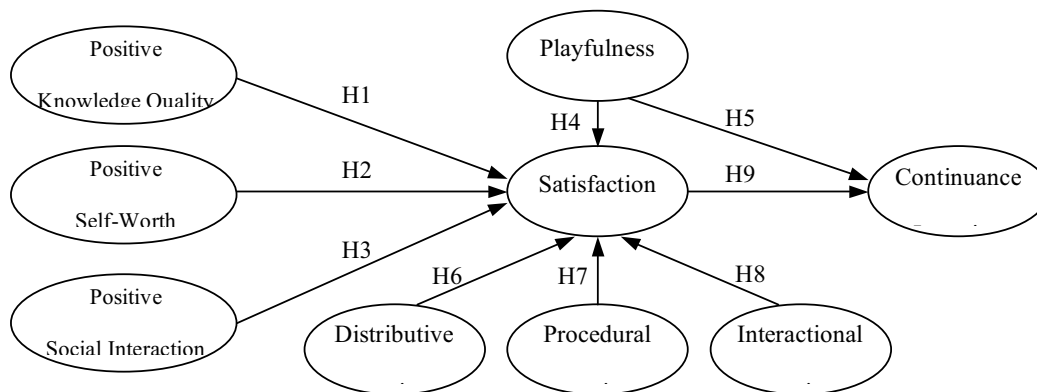 Positive
Knowledge Quality
Positive
Self-Worth
Positive
Social Interaction
H1
H2
H3
Playfulness
H4
H5
Satisfaction
H9
Continuance
H6
H7
H8
Distributive
Procedural
Interactional